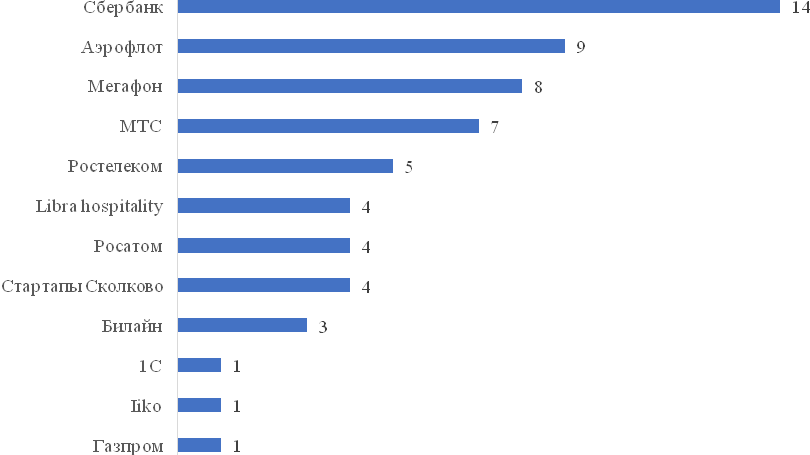 Сбербанк 14
Аэрофлот 9
Мегафон 8
МТС 7
Ростелеком 5
Libra hospitality 4
Росатом 4
Стартапы Сколково 4
Билайн 3
1С 1
Iiko 1
Газпром 1